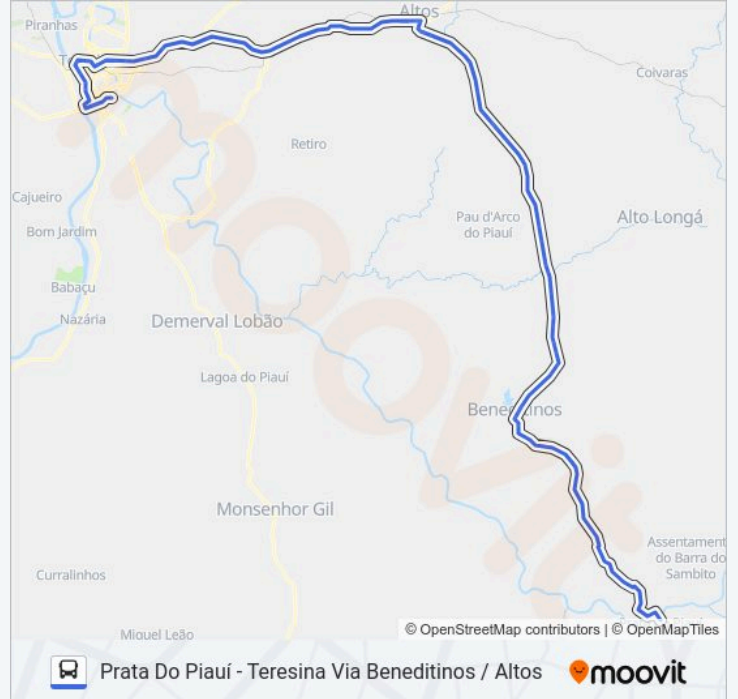 Piranhas
Altos
Coivaras
Retiro
Cajueiro
Pau d'Arco
do Piauí
Alto Longá
Bom Jardim
Babaçu
Nazária
Demerval Lobão
Lagoa do Piauí
Beneditinos
Monsenhor Gil
Assentament
do Barra do
Sambito
Curralinhos
Miguel Leão
© OpenStreetMap contributors | © OpenMapTiles
moovit
Prata Do Piauí - Teresina Via Beneditinos / Altos
moovit